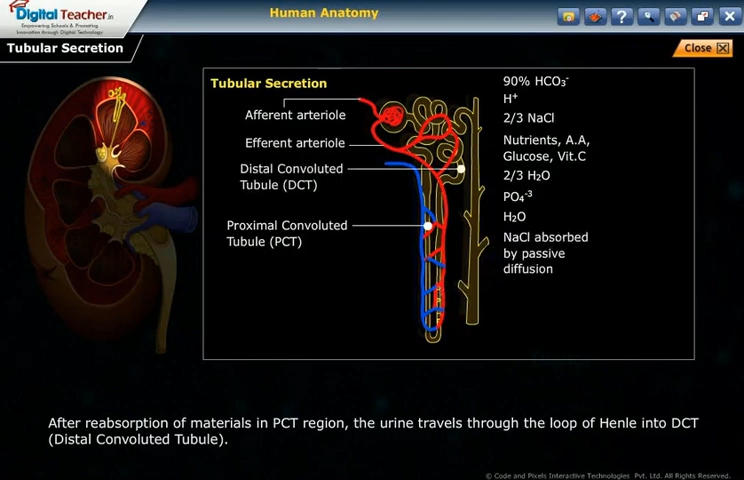 Digital Teacher.in
Empowering Schools & Promoting
Innovation through Digital Technology
Human Anatomy
Tubular Secretion
Close
Tubular Secretion
Afferent arteriole
Efferent arteriole
Distal Convoluted
Tubule (DCT)
Proximal Convoluted
Tubule (PCT)
90% HCO₃⁻
H⁺
2/3 NaCl
Nutrients, A.A,
Glucose, Vit.C
2/3 H₂O
PO₄⁻³
H₂O
NaCl absorbed
by passive
diffusion
After reabsorption of materials in PCT region, the urine travels through the loop of Henle into DCT
(Distal Convoluted Tubule).
© Code and Pixels Interactive Technologies Pvt. Ltd. All Rights Reserved.